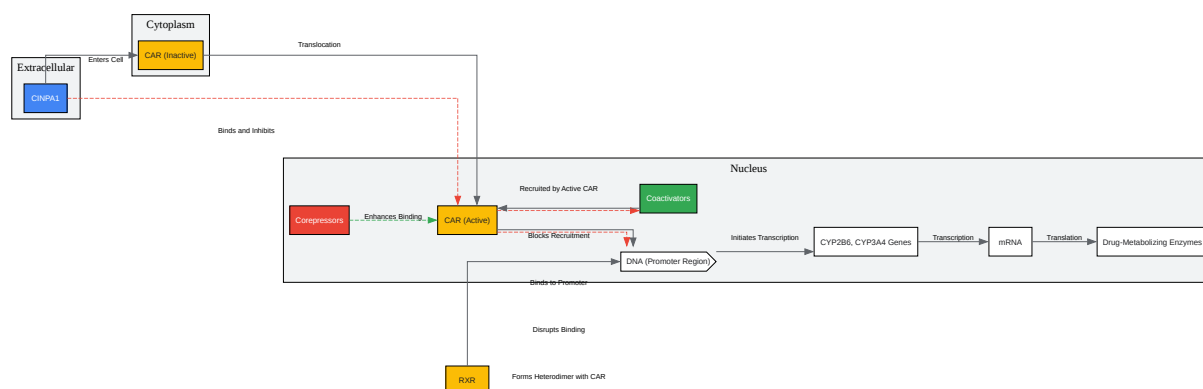 Cytoplasm
CAR (Inactive)
Translocation
Enters Cell
Extracellular
CINPA1
Binds and Inhibits
Nucleus
Recruited by Active CAR
Coactivators
Corepressors
Enhances Binding
CAR (Active)
Blocks Recruitment
Initiates Transcription
CYP2B6, CYP3A4 Genes
Transcription
mRNA
Translation
Drug-Metabolizing Enzymes
DNA (Promoter Region)
Binds to Promoter
Disrupts Binding
RXR
Forms Heterodimer with CAR